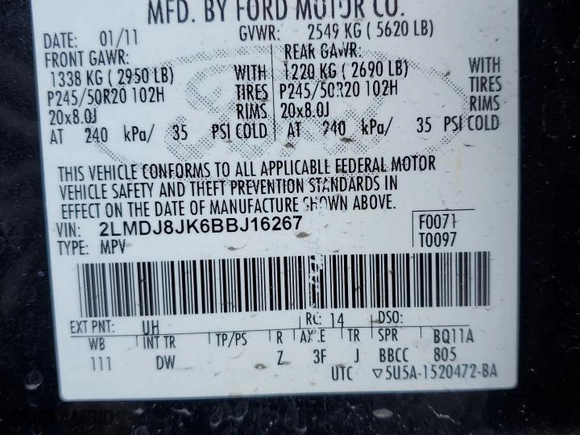 MFD. BY FORD MOTOR CO.
DATE: 01/11 GVWR: 2549 KG ( 5620 LB)
FRONT GAWR: REAR GAWR:
1338 KG ( 2950 LB) WITH 1220 KG ( 2690 LB) WITH
P245/50R20 102H TIRES P245/50R20 102H TIRES
20x8.0J RIMS 20x8.0J RIMS
AT 240 kPa/ 35 PSI COLD AT 240 kPa/ 35 PSI COLD
THIS VEHICLE CONFORMS TO ALL APPLICABLE FEDERAL MOTOR
VEHICLE SAFETY AND THEFT PREVENTION STANDARDS IN
EFFECT ON THE DATE OF MANUFACTURE SHOWN ABOVE.
VIN: 2LMDJ8JK6BBJ16267 F0071
TYPE: MPV T0097
EXT PNT: UH RC: 14 DSO:
WB INT TR TP/PS R AXLE TR SPR BQ11A
111 DW Z 3F J BBCC 805
UTC ▽5U5A-1520472-BA